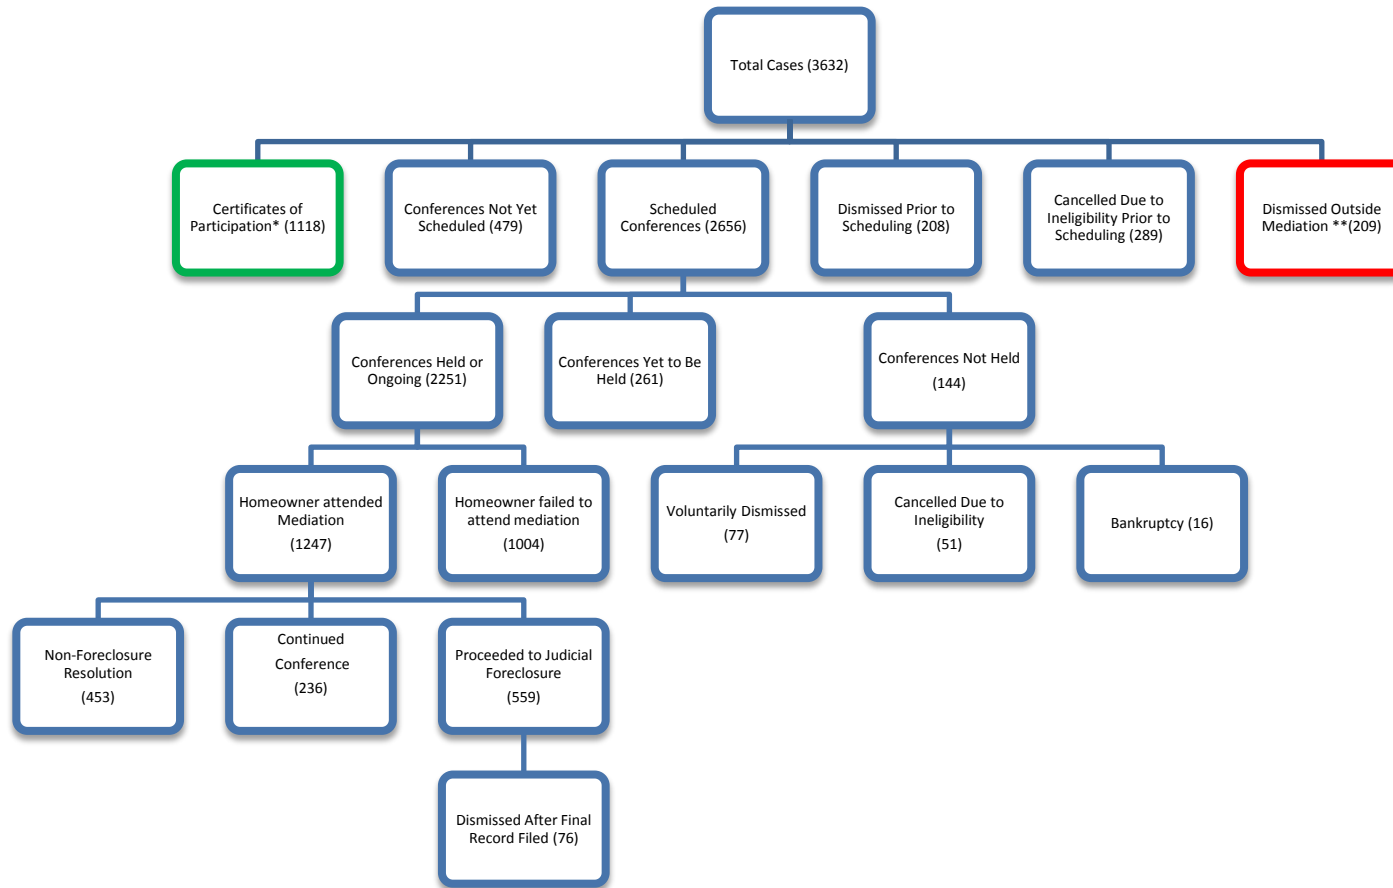 Total Cases (3632)
Certificates of
Participation* (1118)
Conferences Not Yet
Scheduled (479)
Scheduled
Conferences (2656)
Dismissed Prior to
Scheduling (208)
Cancelled Due to
Ineligibility Prior to
Scheduling (289)
Dismissed Outside
Mediation **(209)
Conferences Held or
Ongoing (2251)
Conferences Yet to Be
Held (261)
Conferences Not Held
(144)
Homeowner attended
Mediation
(1247)
Homeowner failed to
attend mediation
(1004)
Voluntarily Dismissed
(77)
Cancelled Due to
Ineligibility
(51)
Bankruptcy (16)
Non-Foreclosure
Resolution
(453)
Continued
Conference
(236)
Proceeded to Judicial
Foreclosure
(559)
Dismissed After Final
Record Filed (76)